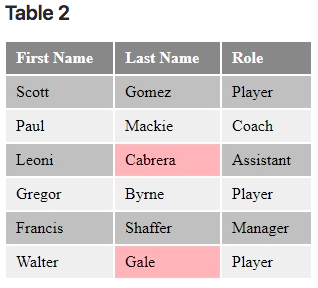 Table 2
First Name Last Name Role
Scott Gomez Player
Paul Mackie Coach
Leoni Cabrera Assistant
Gregor Byrne Player
Francis Shaffer Manager
Walter Gale Player